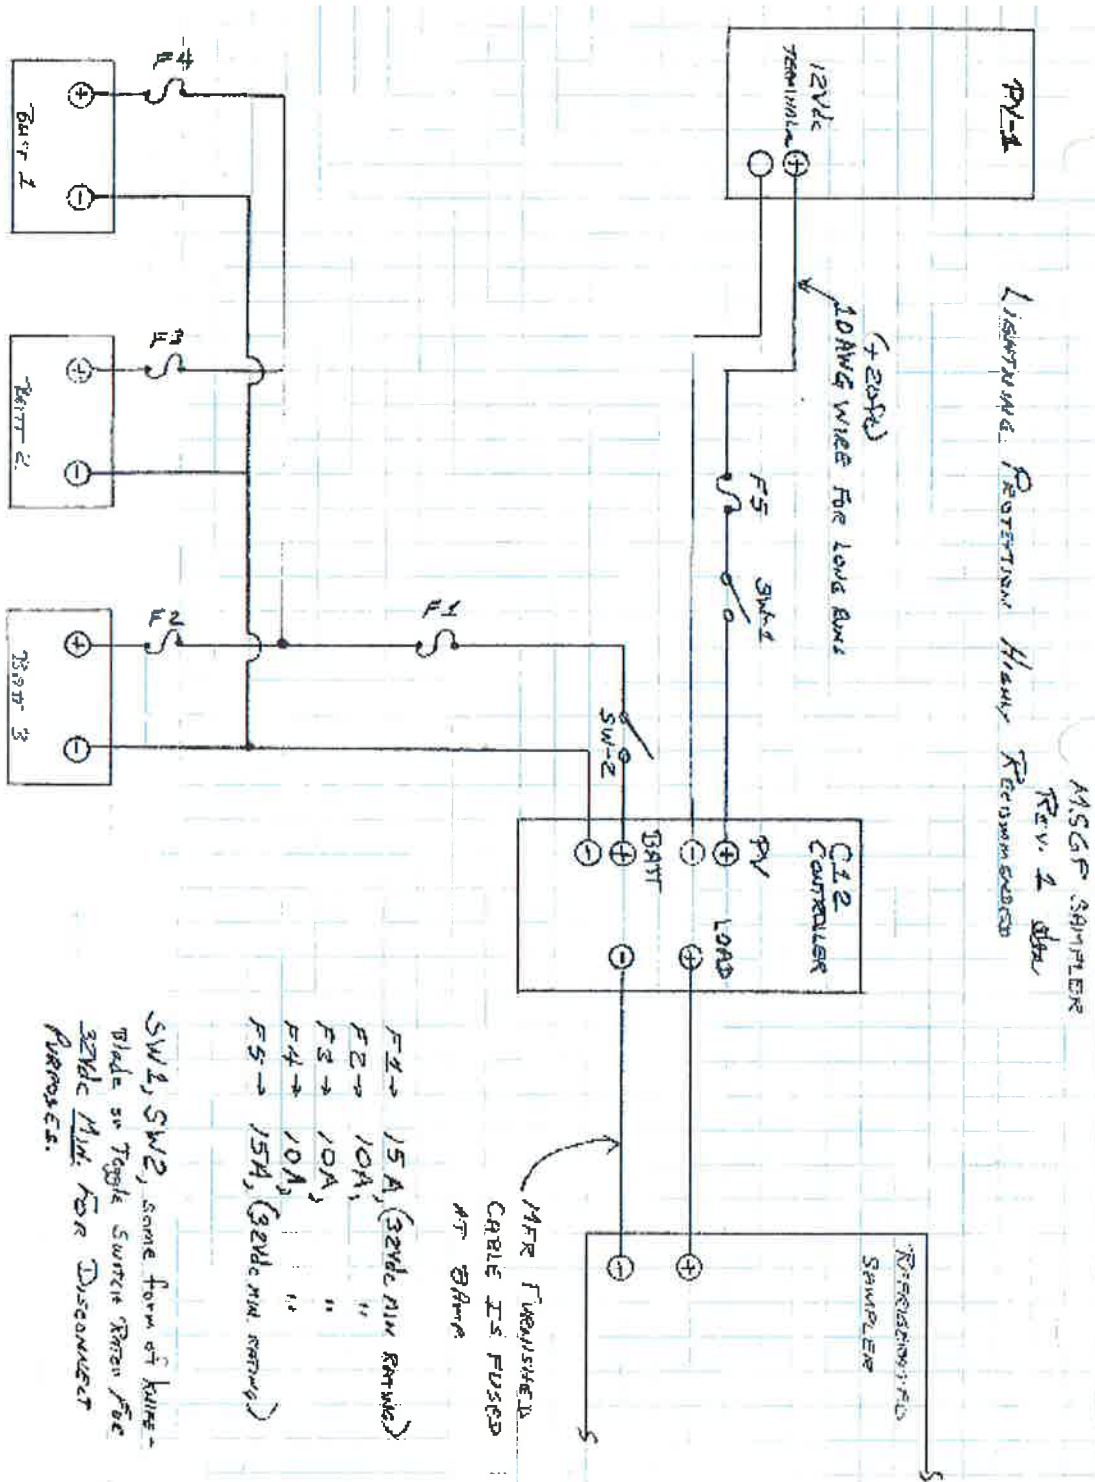 MSGP SAMPLER
Rev. 1
LIGHTNING PROTECTION HIGHLY RECOMMENDED
PV-1
12Vdc
TERMINALS
+
(+20ft)
10AWG WIRE FOR LONG RUNS
F5
SW-1
C12
CONTROLLER
PV
+
-
BATT
+
-
LOAD
+
-
REFRIGERATED
SAMPLER
+
-
MFR FURNISHED
CABLE IS FUSED
AT 8Amp
SW-2
F1
F2
F3
F4
BATT 1
+
-
BATT-2
+
-
BATT 3
+
-
F1→ 15A, (32Vdc MIN RATING)
F2→ 10A, "
F3→ 10A, "
F4→ 10A, "
F5→ 15A, (32Vdc MIN. RATING)
SW1, SW2, some form of KNIFE-
Blade or Toggle Switch RATED FOR
32Vdc MIN. FOR DISCONNECT
PURPOSES.